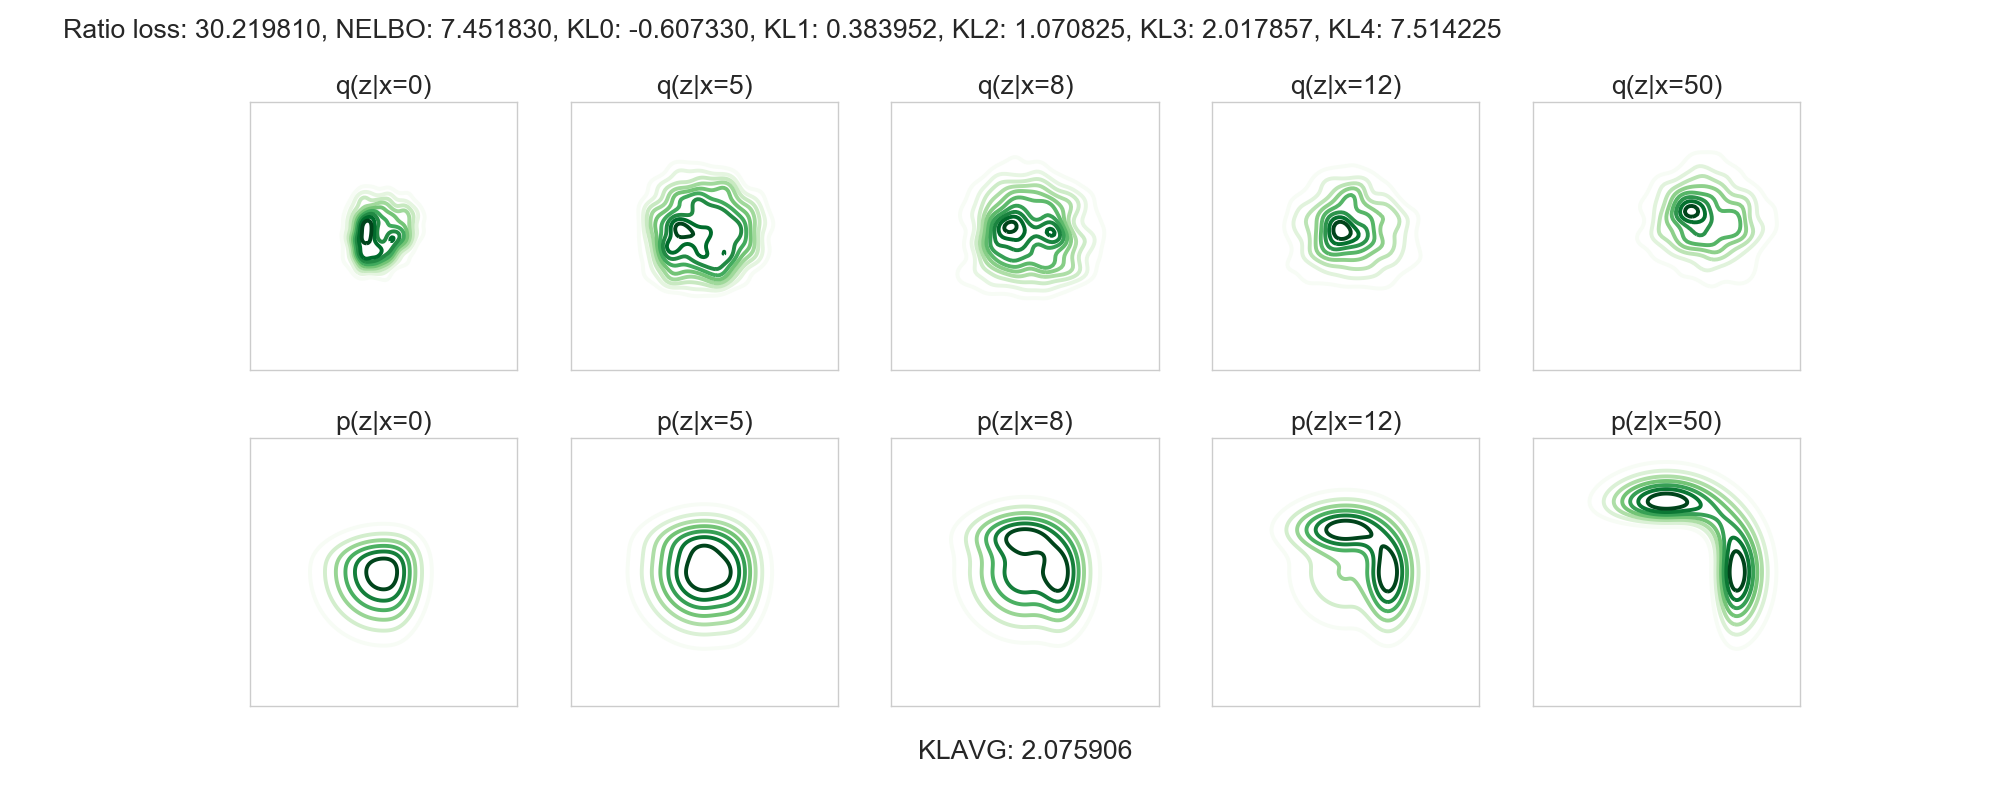 Ratio loss: 30.219810, NELBO: 7.451830, KL0: -0.607330, KL1: 0.383952, KL2: 1.070825, KL3: 2.017857, KL4: 7.514225
q(z|x=0) q(z|x=5) q(z|x=8) q(z|x=12) q(z|x=50)
p(z|x=0) p(z|x=5) p(z|x=8) p(z|x=12) p(z|x=50)
KLAVG: 2.075906